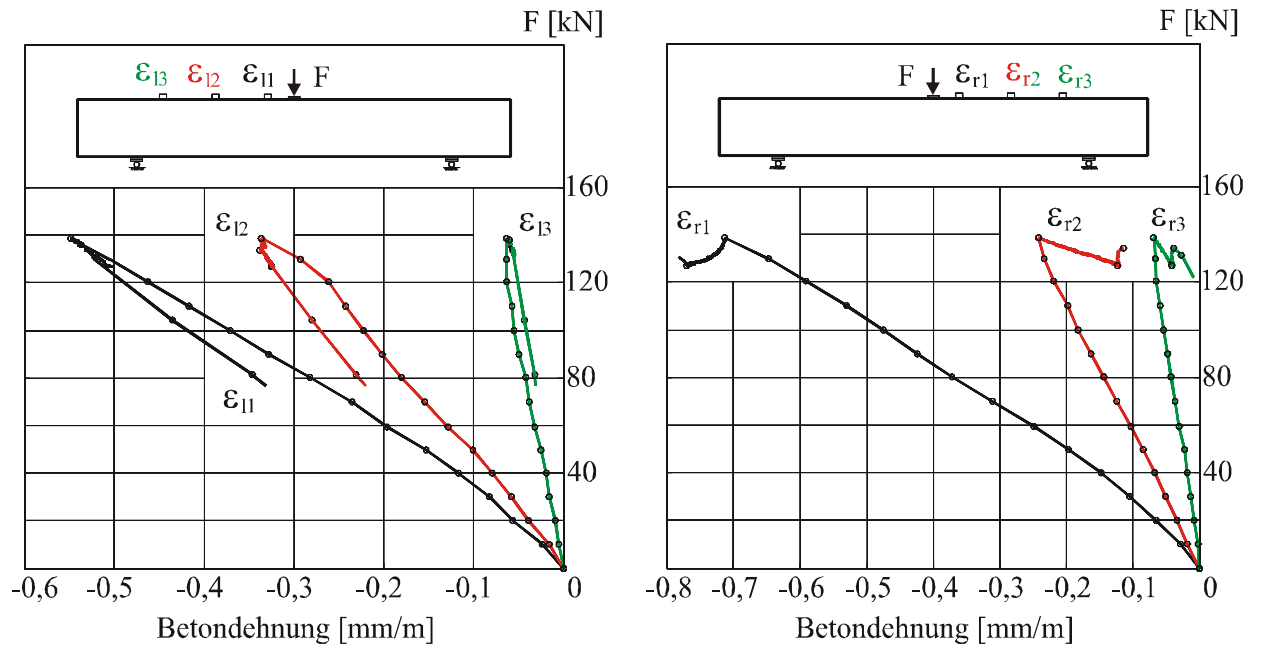 F [kN]
εl3 εl2 εl1 F
160
εl2 εl3
120
80
εl1
40
-0,6 -0,5 -0,4 -0,3 -0,2 -0,1 0
Betondehnung [mm/m]
F [kN]
F εr1 εr2 εr3
160
εr1 εr2 εr3
120
80
40
-0,8 -0,7 -0,6 -0,5 -0,4 -0,3 -0,2 -0,1 0
Betondehnung [mm/m]